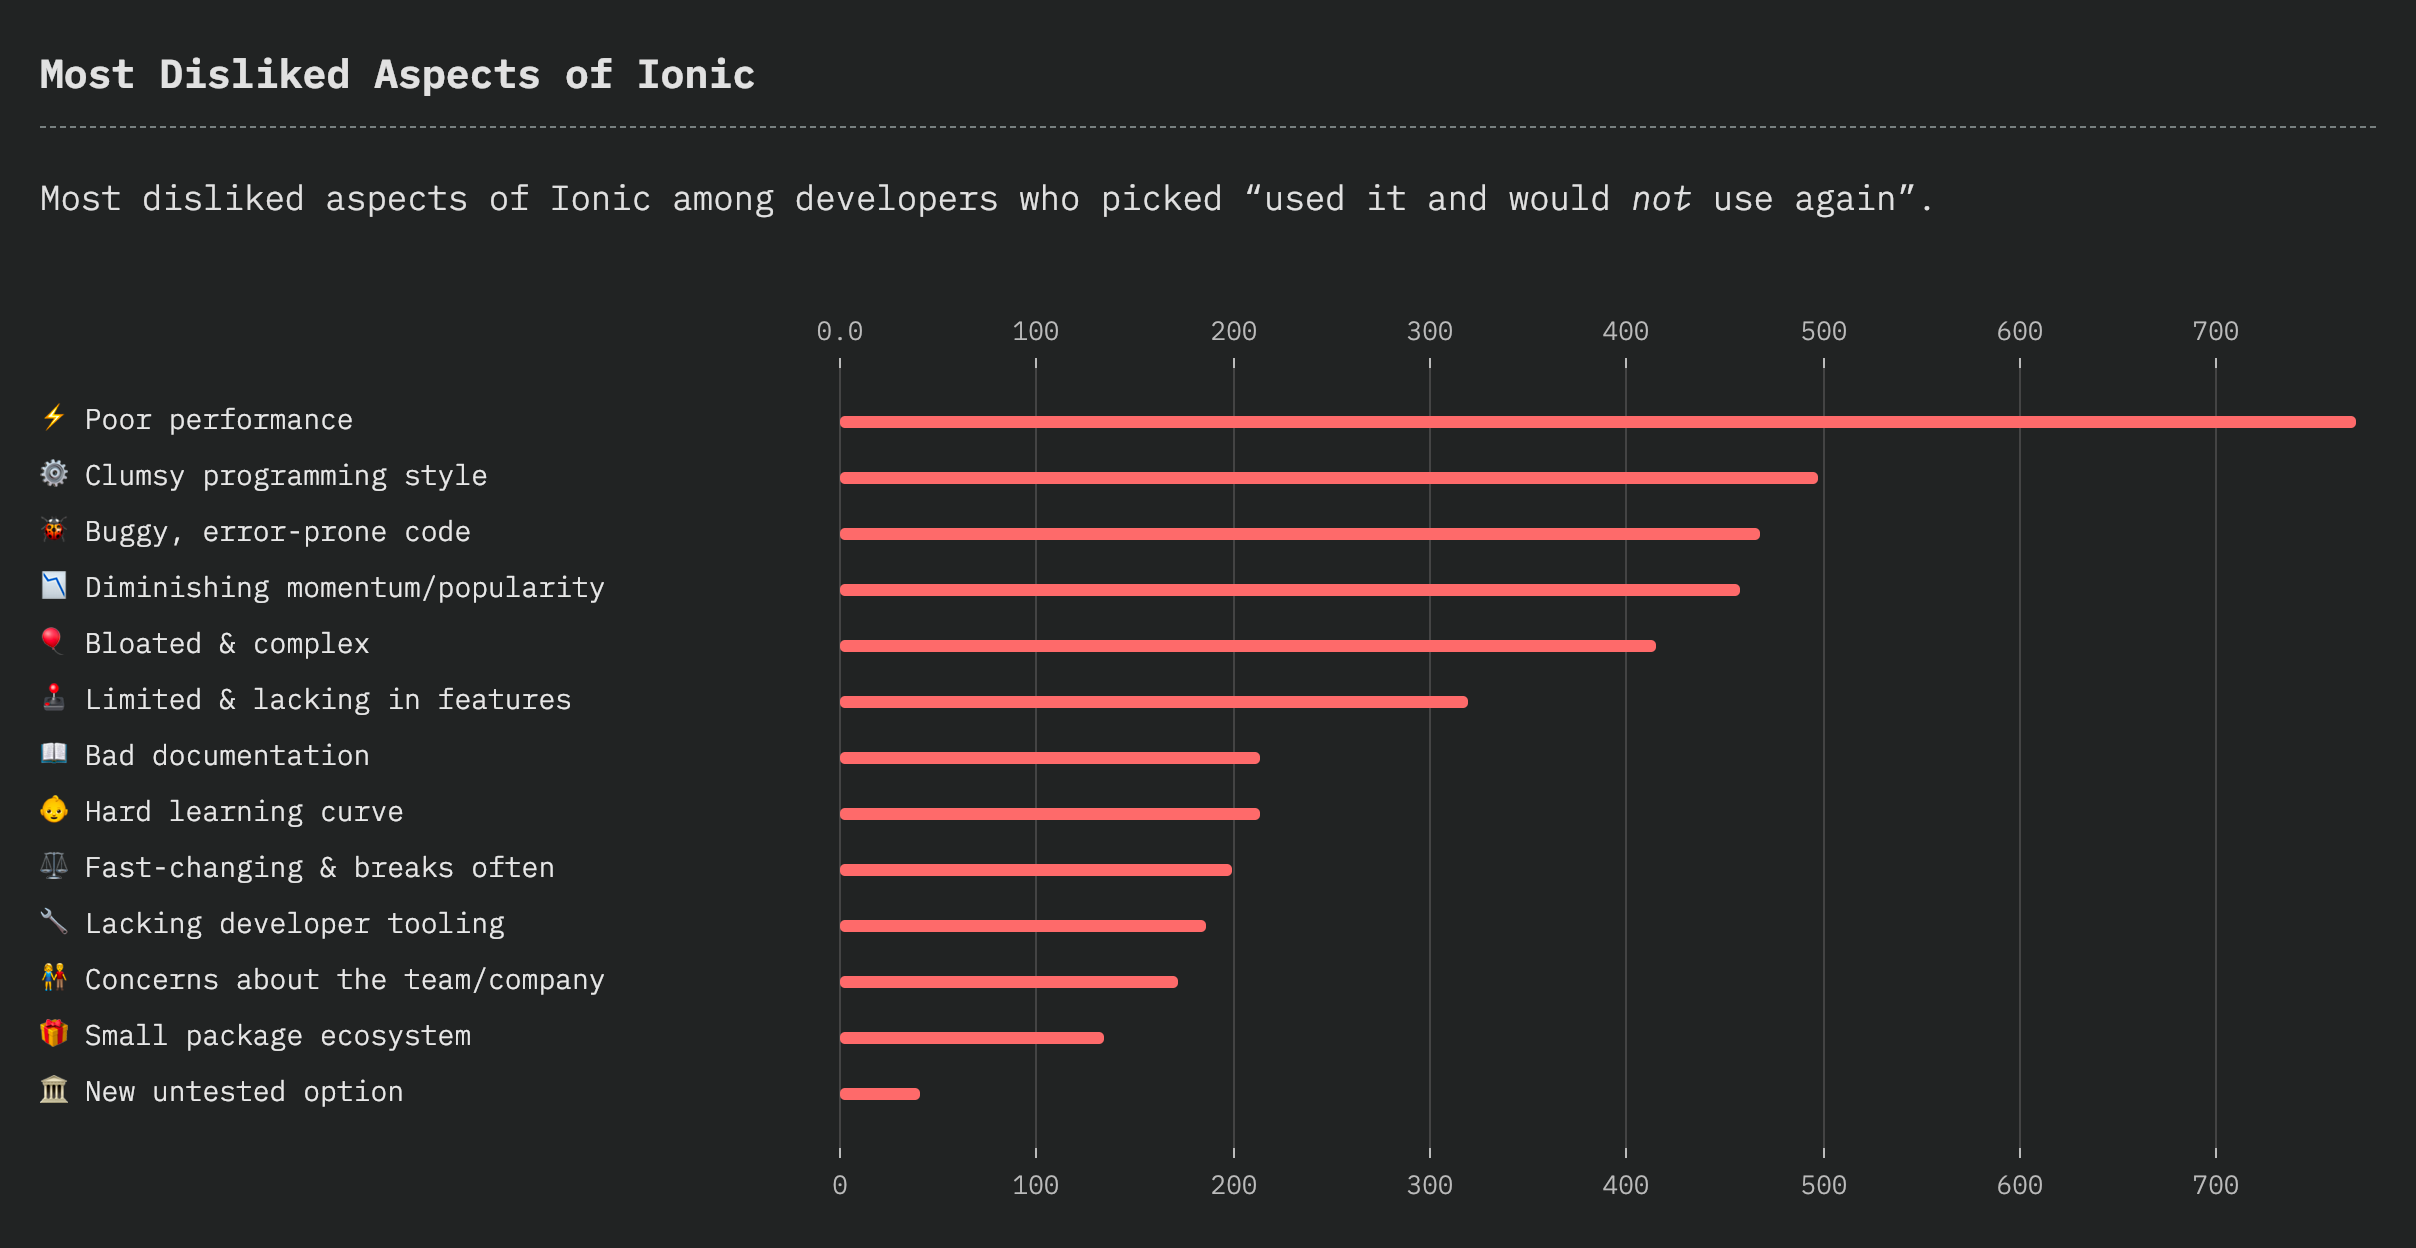 Most Disliked Aspects of Ionic
Most disliked aspects of Ionic among developers who picked “used it and would not use again”.
0.0 100 200 300 400 500 600 700
Poor performance
Clumsy programming style
Buggy, error-prone code
Diminishing momentum/popularity
Bloated & complex
Limited & lacking in features
Bad documentation
Hard learning curve
Fast-changing & breaks often
Lacking developer tooling
Concerns about the team/company
Small package ecosystem
New untested option
0 100 200 300 400 500 600 700